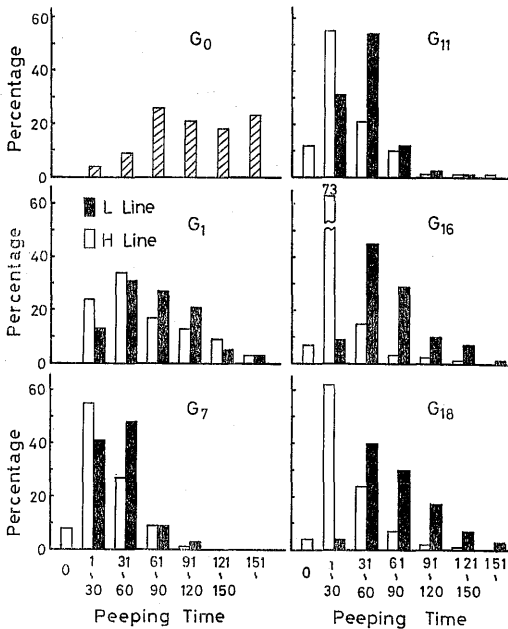 Percentage
60
40
20
0
G0
G11
Percentage
60
40
20
0
L Line
H Line
G1
73
G16
Percentage
60
40
20
0
G7
G18
0
1 ~ 30
31 ~ 60
61 ~ 90
91 ~ 120
121 ~ 150
151 ~
0
1 ~ 30
31 ~ 60
61 ~ 90
91 ~ 120
121 ~ 150
151 ~
Peeping Time
Peeping Time